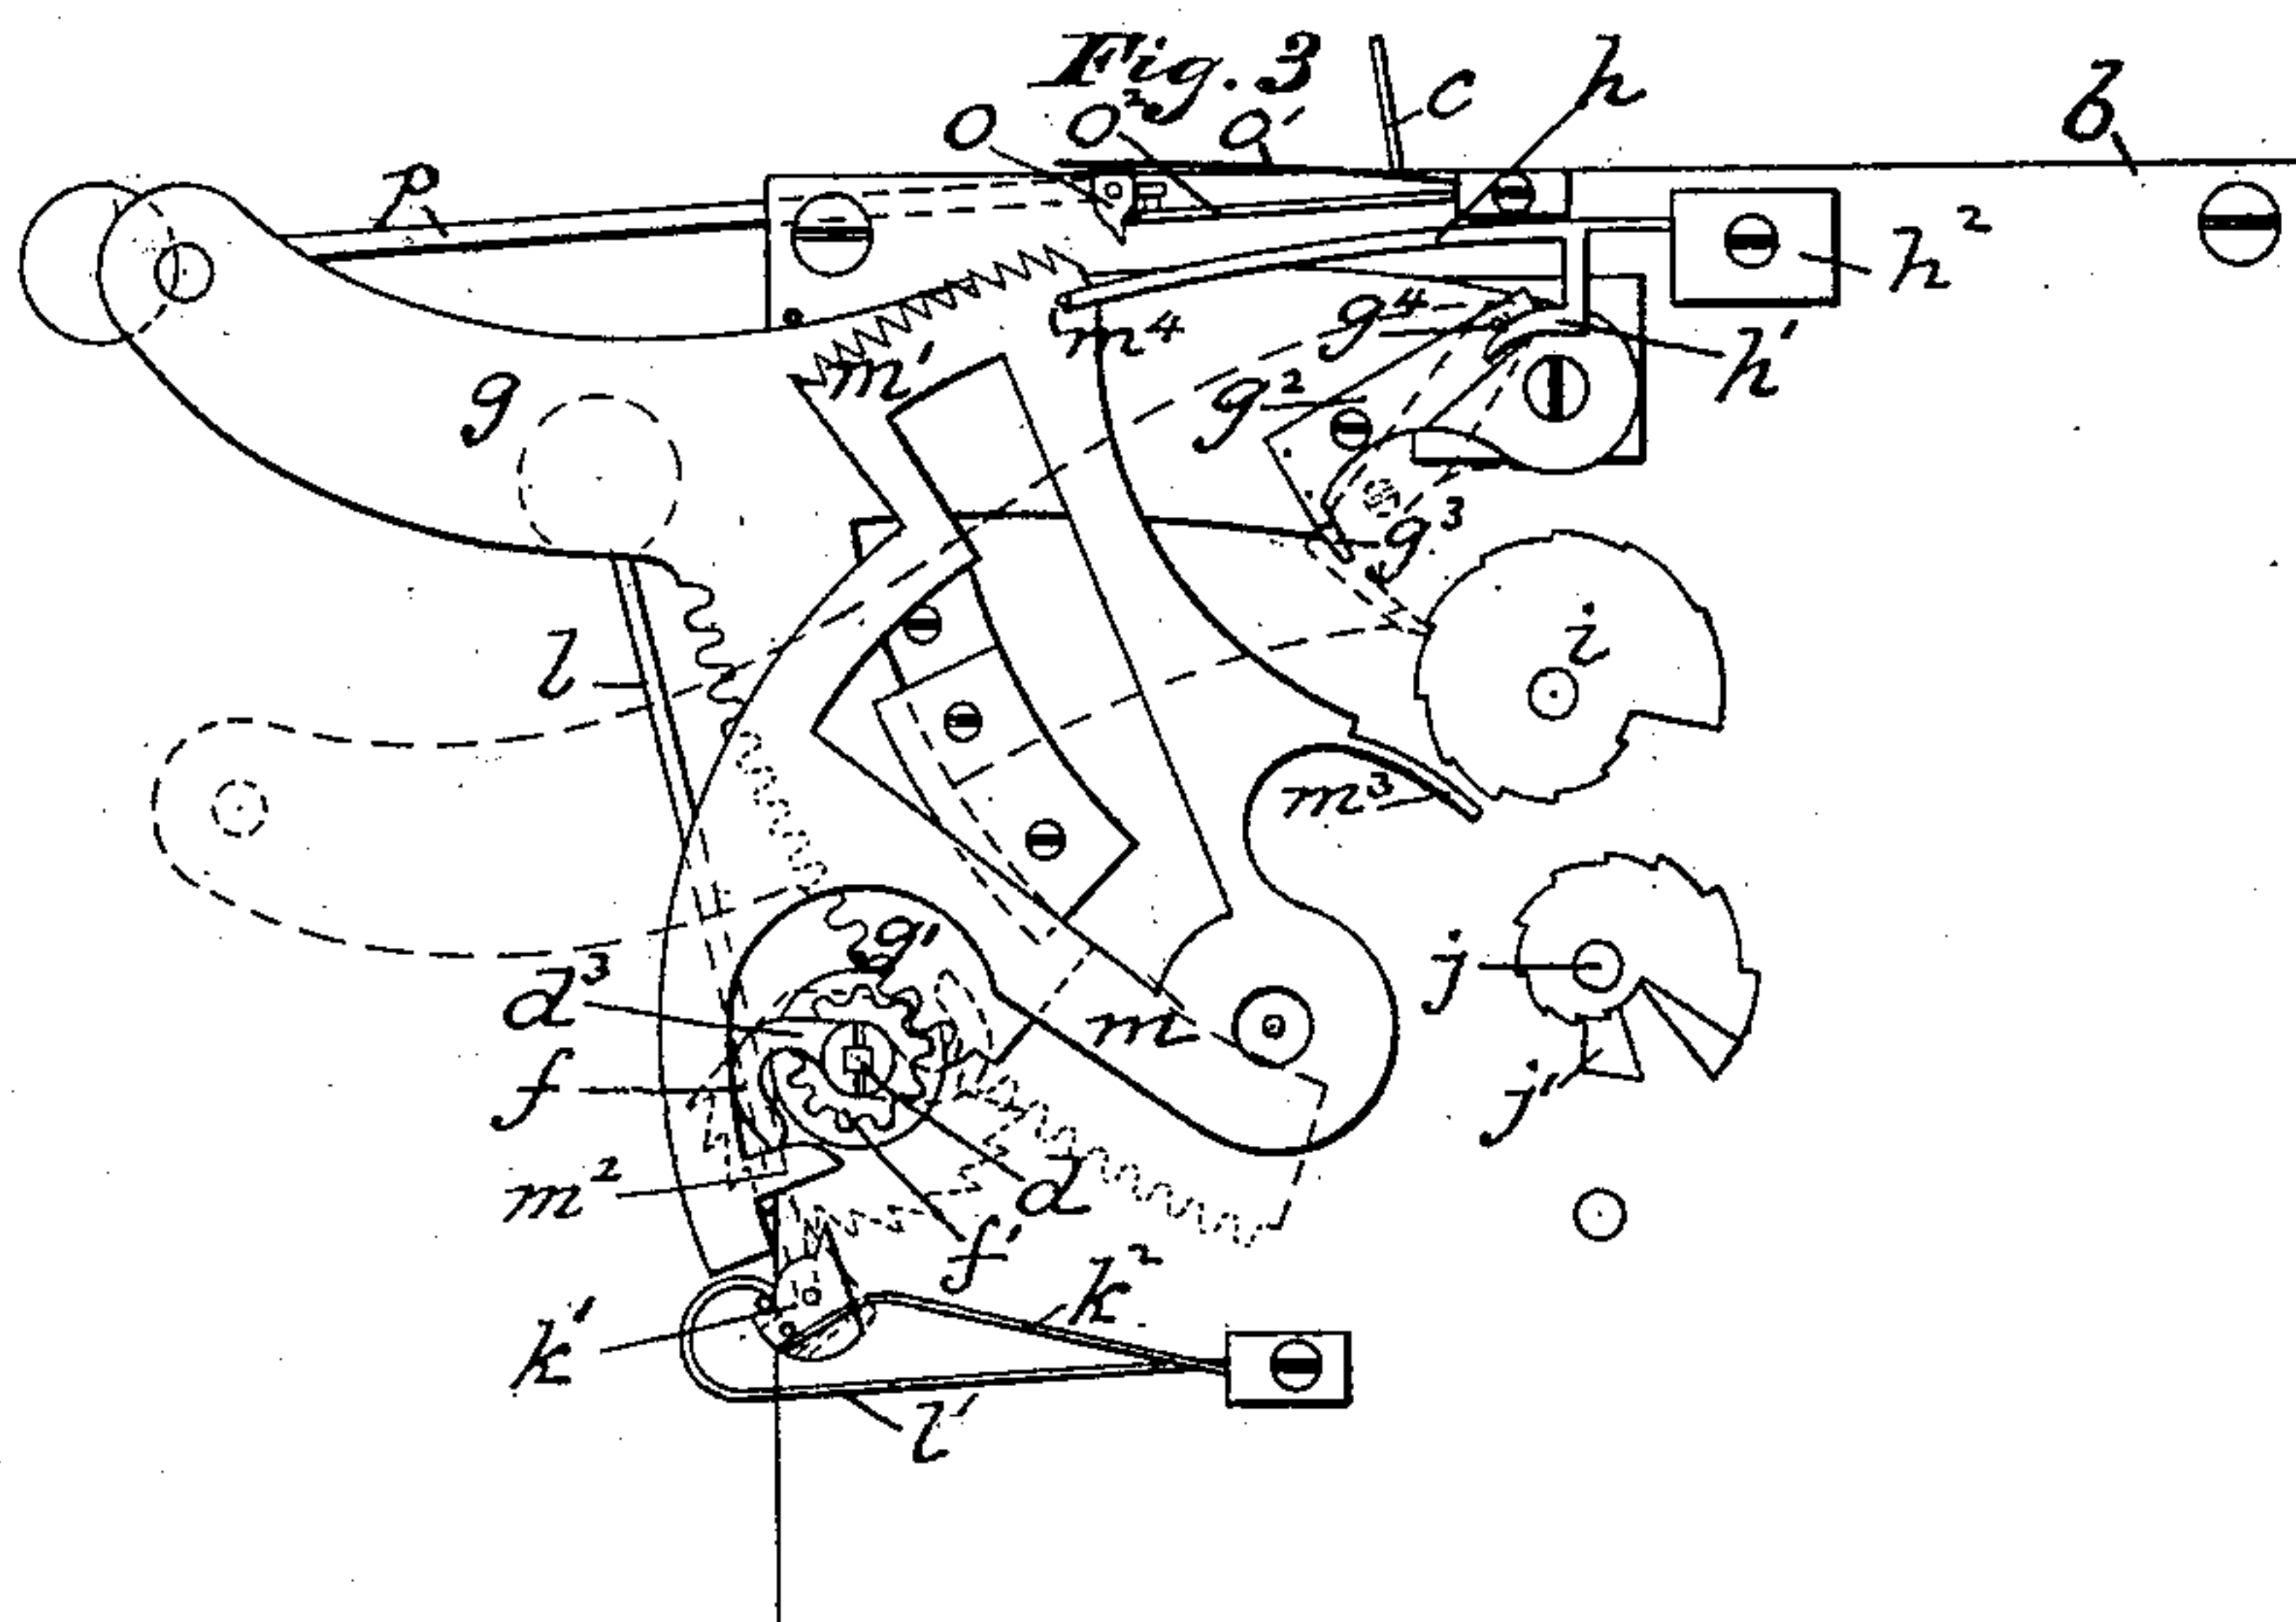 Fig. 3
o o² o' c h b
p h²
g⁴
m' m⁴ h'
g g²
g³
i
l
m³
g'
d³ m j
f j'
m² d
f'
k' k²
l'